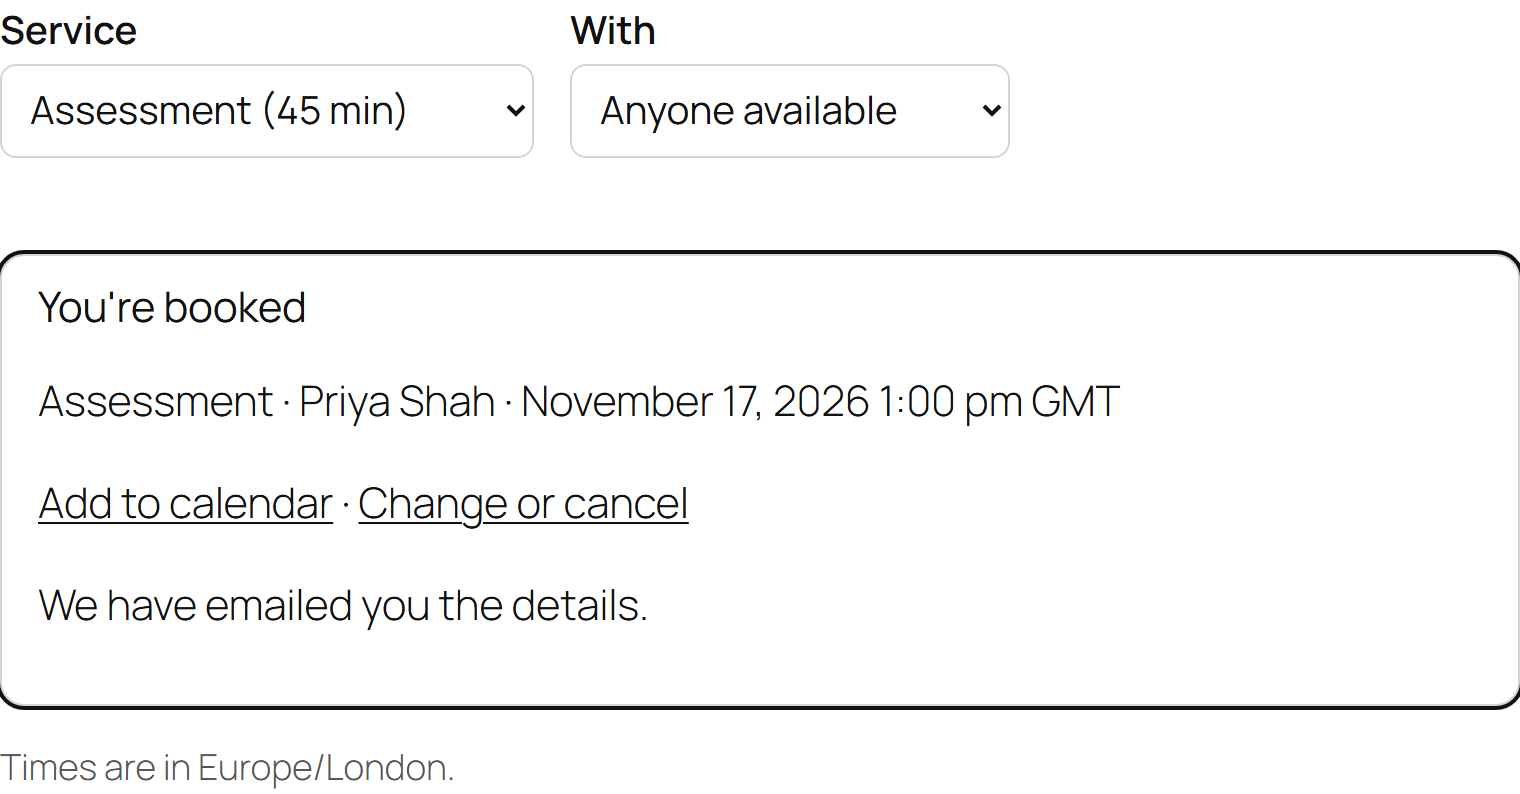 Service
With
Assessment (45 min)
Anyone available
You're booked
Assessment · Priya Shah · November 17, 2026 1:00 pm GMT
Add to calendar · Change or cancel
We have emailed you the details.
Times are in Europe/London.